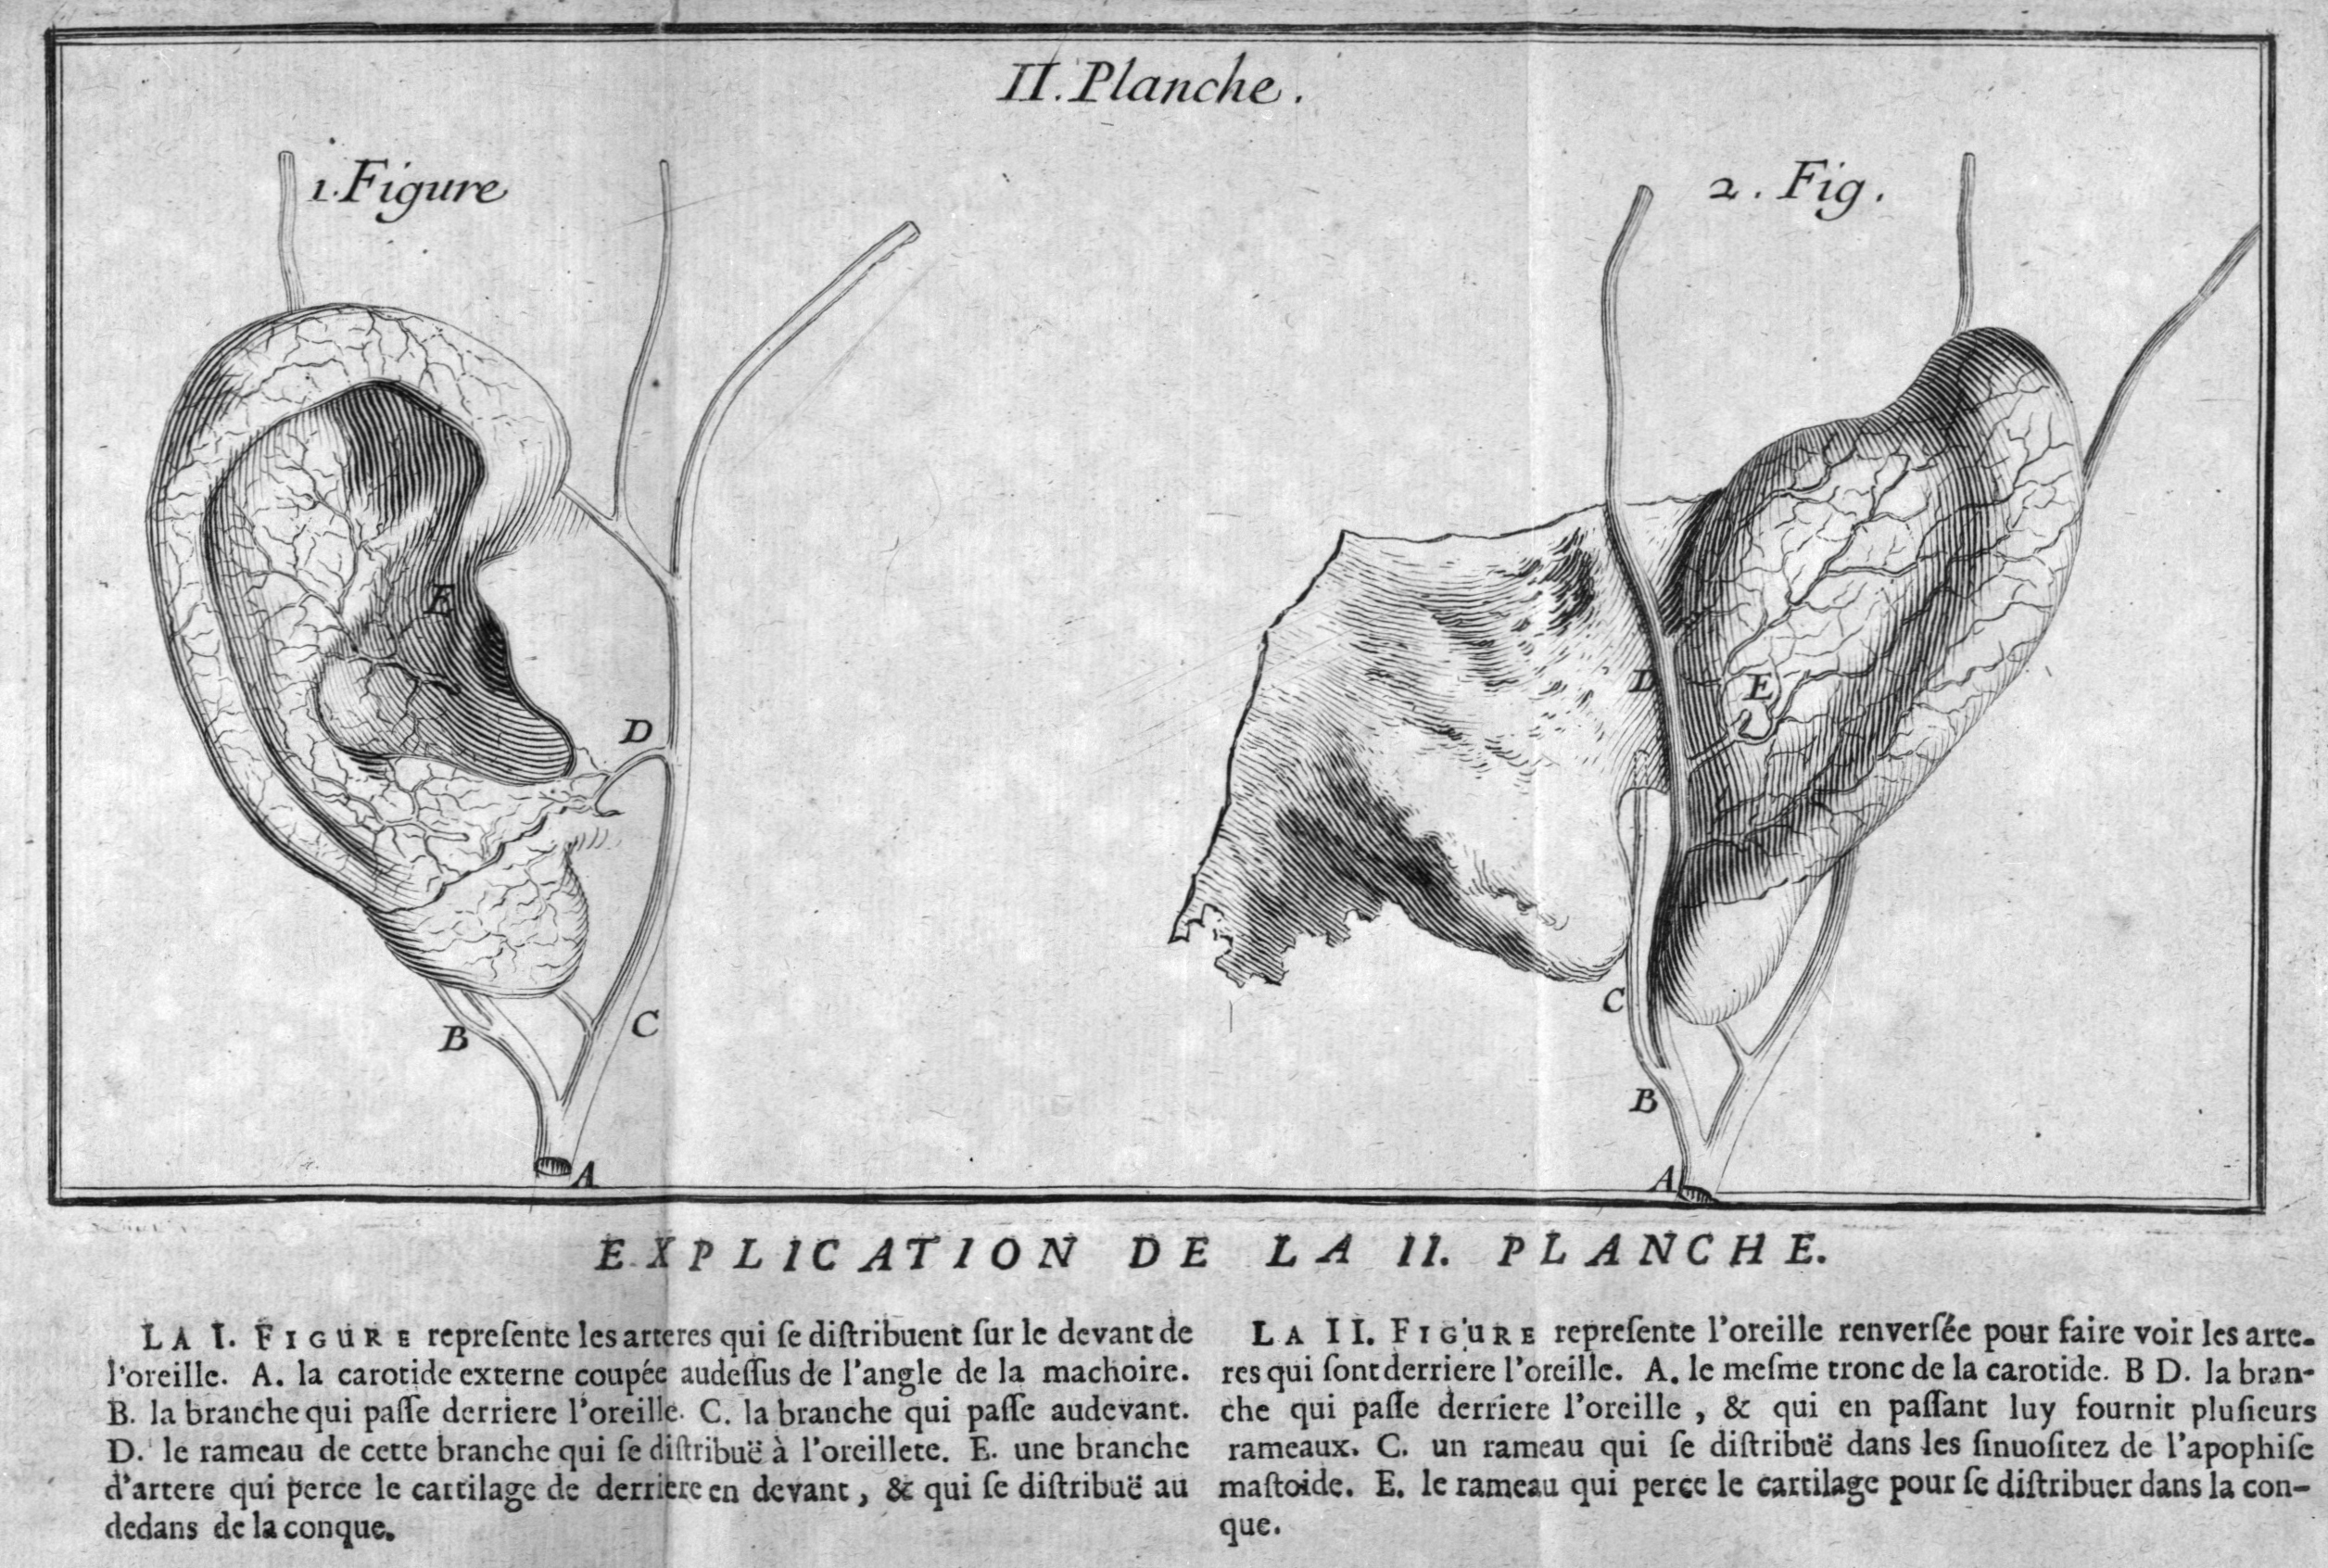 II. Planche.
1. Figure
2. Fig.
E
D
B
C
A
D
E
C
B
A
EXPLICATION DE LA II. PLANCHE.
LA I. FIGURE repreſente les arteres qui ſe diſtribuent ſur le devant de
l'oreille. A. la carotide externe coupée audeſſus de l'angle de la machoire.
B. la branche qui paſſe derriere l'oreille. C. la branche qui paſſe audevant.
D. le rameau de cette branche qui ſe diſtribuë à l'oreillete. E. une branche
d'artere qui perce le cartilage de derriere en devant, & qui ſe diſtribuë au
dedans de la conque.
LA II. FIGURE repreſente l'oreille renverſée pour faire voir les arte-
res qui ſont derriere l'oreille. A. le meſme tronc de la carotide. B D. la bran-
che qui paſſe derriere l'oreille, & qui en paſſant luy fournit pluſieurs
rameaux. C. un rameau qui ſe diſtribuë dans les ſinuoſitez de l'apophiſe
maſtoide. E. le rameau qui perce le cartilage pour ſe diſtribuer dans la con-
que.